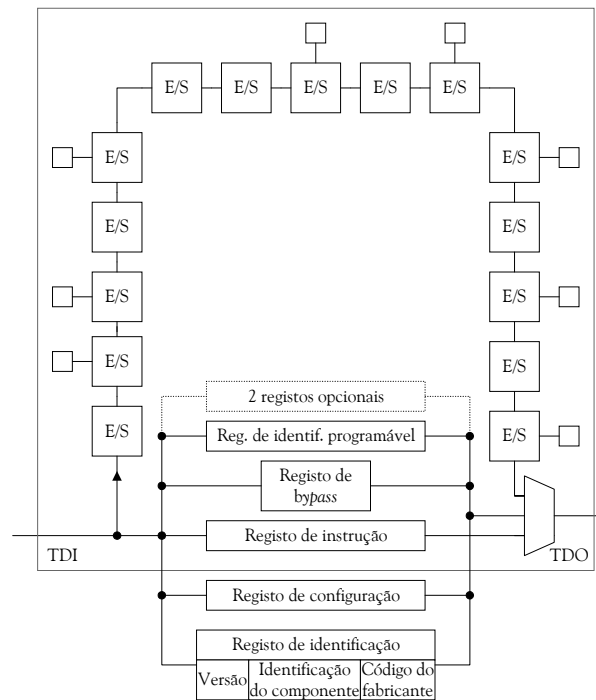 E/S E/S E/S E/S E/S
E/S E/S
E/S E/S
E/S E/S
E/S E/S
E/S E/S
2 registos opcionais
Reg. de identif. programável
Registo de
bypass
Registo de instrução
TDI TDO
Registo de configuração
Registo de identificação
Versão Identificação Código do
do componente fabricante